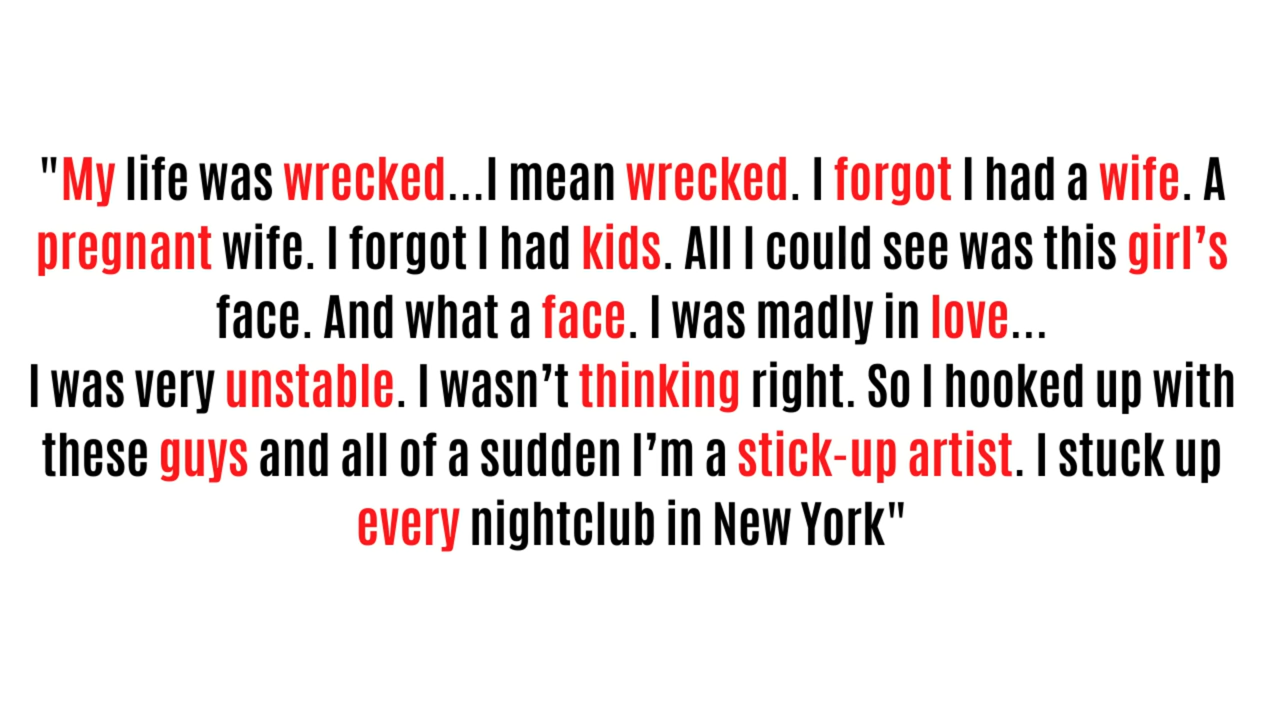 "My life was wrecked...I mean wrecked. I forgot I had a wife. A
pregnant wife. I forgot I had kids. All I could see was this girl’s
face. And what a face. I was madly in love...
I was very unstable. I wasn’t thinking right. So I hooked up with
these guys and all of a sudden I’m a stick-up artist. I stuck up
every nightclub in New York"